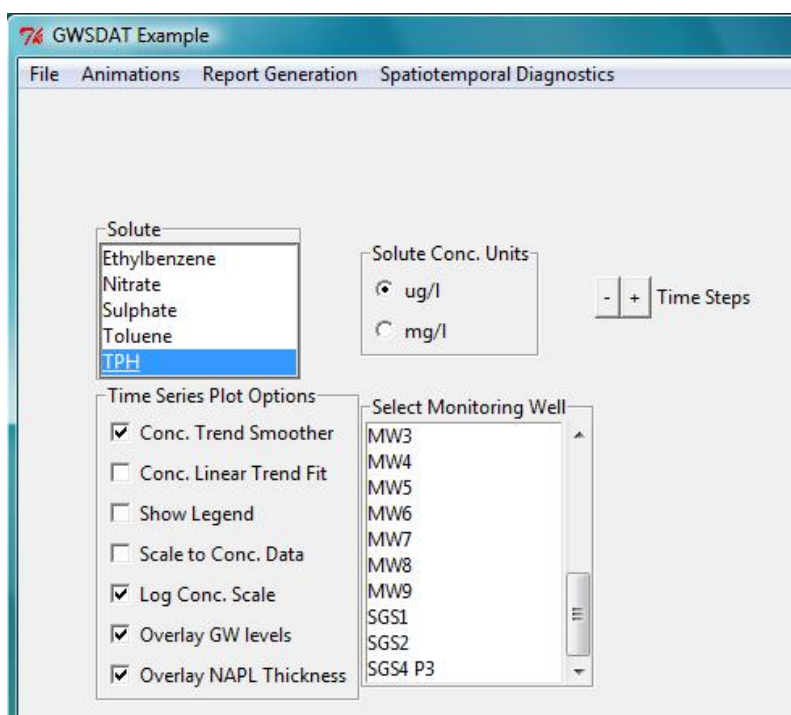 GWSDAT Example
File Animations Report Generation Spatiotemporal Diagnostics
Solute
Ethylbenzene
Nitrate
Sulphate
Toluene
TPH
Solute Conc. Units
ug/l
mg/l
- + Time Steps
Time Series Plot Options
Conc. Trend Smoother
Conc. Linear Trend Fit
Show Legend
Scale to Conc. Data
Log Conc. Scale
Overlay GW levels
Overlay NAPL Thickness
Select Monitoring Well
MW3
MW4
MW5
MW6
MW7
MW8
MW9
SGS1
SGS2
SGS4 P3